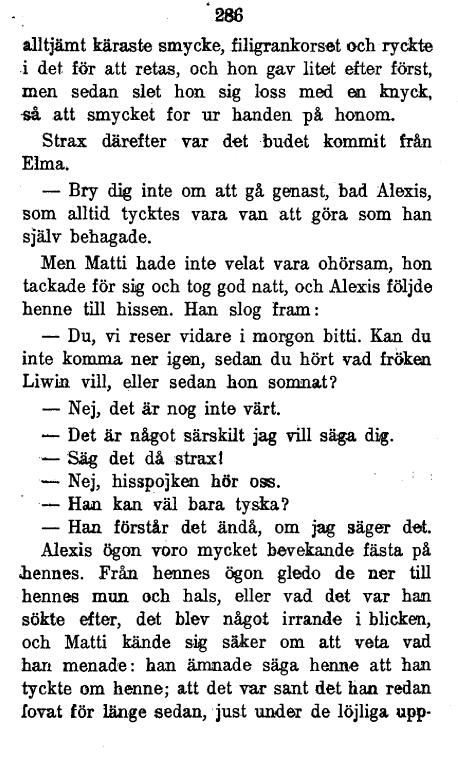 286
alltjämt käraste smycke, filigrankorset och ryckte
i det för att retas, och hon gav litet efter först,
men sedan slet hon sig loss med en knyck,
så att smycket for ur handen på honom.
Strax därefter var det budet kommit från
Elma.
— Bry dig inte om att gå genast, bad Alexis,
som alltid tycktes vara van att göra som han
själv behagade.
Men Matti hade inte velat vara ohörsam, hon
tackade för sig och tog god natt, och Alexis följde
henne till hissen. Han slog fram:
— Du, vi reser vidare i morgon bitti. Kan du
inte komma ner igen, sedan du hört vad fröken
Liwin vill, eller sedan hon somnat?
— Nej, det är nog inte värt.
— Det är något särskilt jag vill säga dig.
— Säg det då strax!
— Nej, hisspojken hör oss.
— Han kan väl bara tyska?
— Han förstår det ändå, om jag säger det.
Alexis ögon voro mycket bevekande fästa på
hennes. Från hennes ögon gledo de ner till
hennes mun och hals, eller vad det var han
sökte efter, det blev något irrande i blicken,
och Matti kände sig säker om att veta vad
han menade: han ämnade säga henne att han
tyckte om henne; att det var sant det han redan
lovat för länge sedan, just under de löjliga upp-